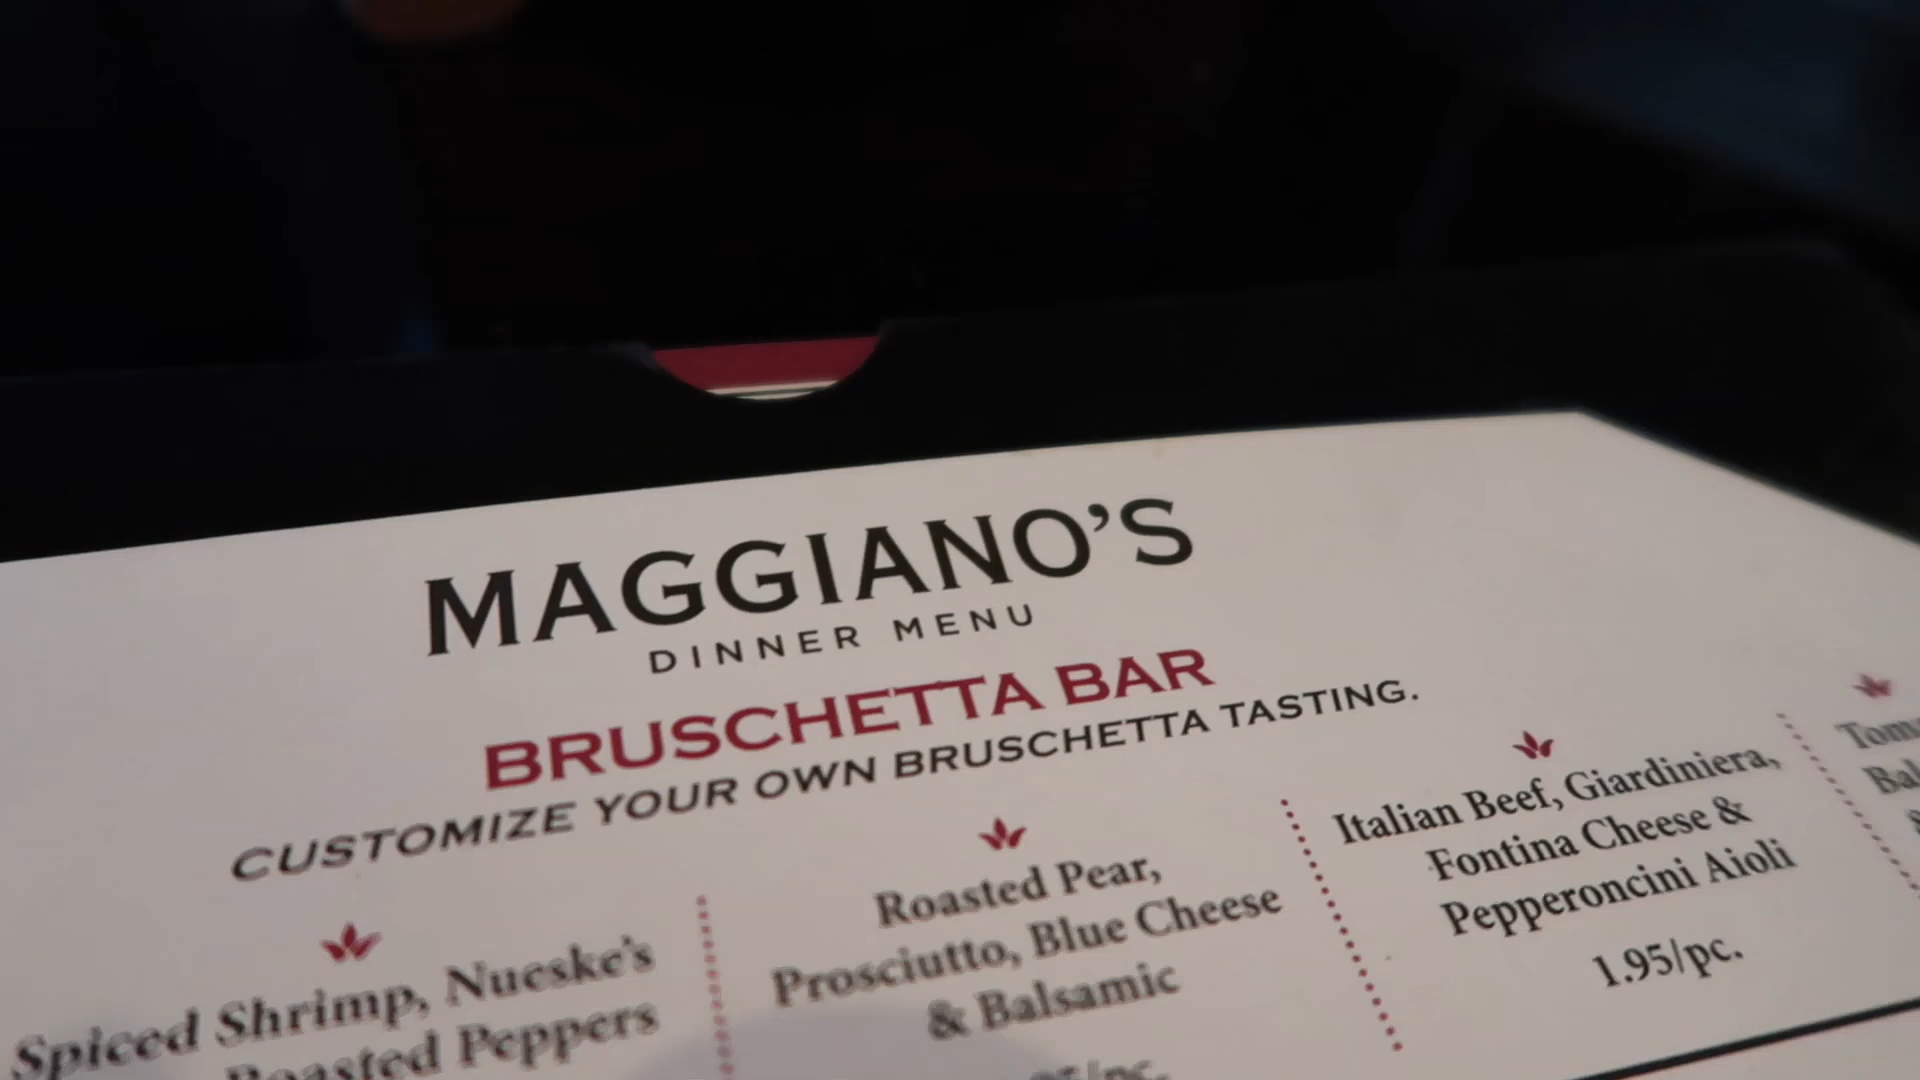 MAGGIANO'S
DINNER MENU
BRUSCHETTA BAR
CUSTOMIZE YOUR OWN BRUSCHETTA TASTING.
Spiced Shrimp, Nueske's
Roasted Peppers
Roasted Pear,
Prosciutto, Blue Cheese
& Balsamic
Italian Beef, Giardiniera,
Fontina Cheese &
Pepperoncini Aioli
1.95/pc.